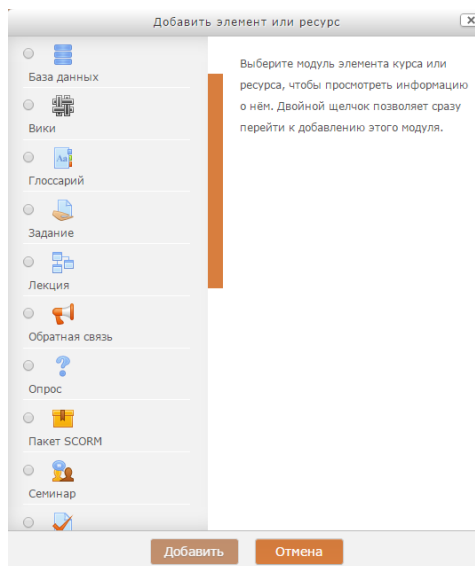 Добавить элемент или ресурс
База данных
Вики
Глоссарий
Задание
Лекция
Обратная связь
Опрос
Пакет SCORM
Семинар
Выберите модуль элемента курса или
ресурса, чтобы просмотреть информацию
о нём. Двойной щелчок позволяет сразу
перейти к добавлению этого модуля.
Добавить
Отмена